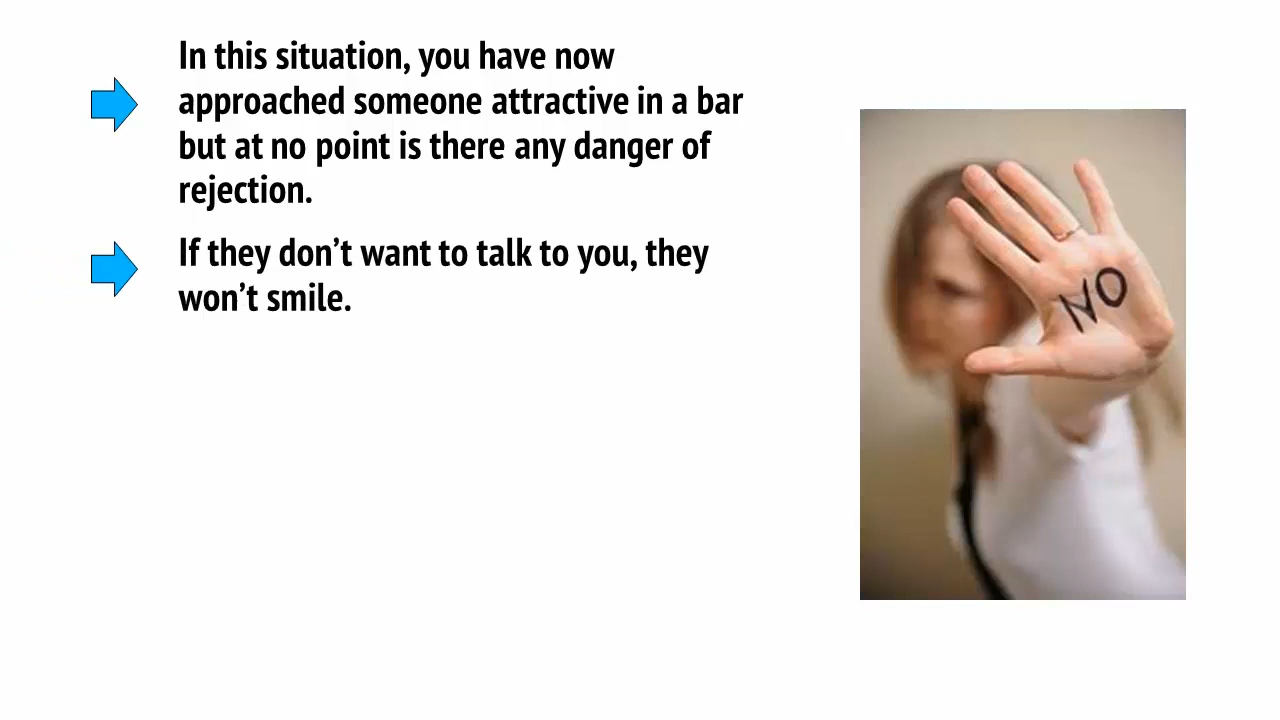 In this situation, you have now
approached someone attractive in a bar
but at no point is there any danger of
rejection.
If they don’t want to talk to you, they
won’t smile.
NO